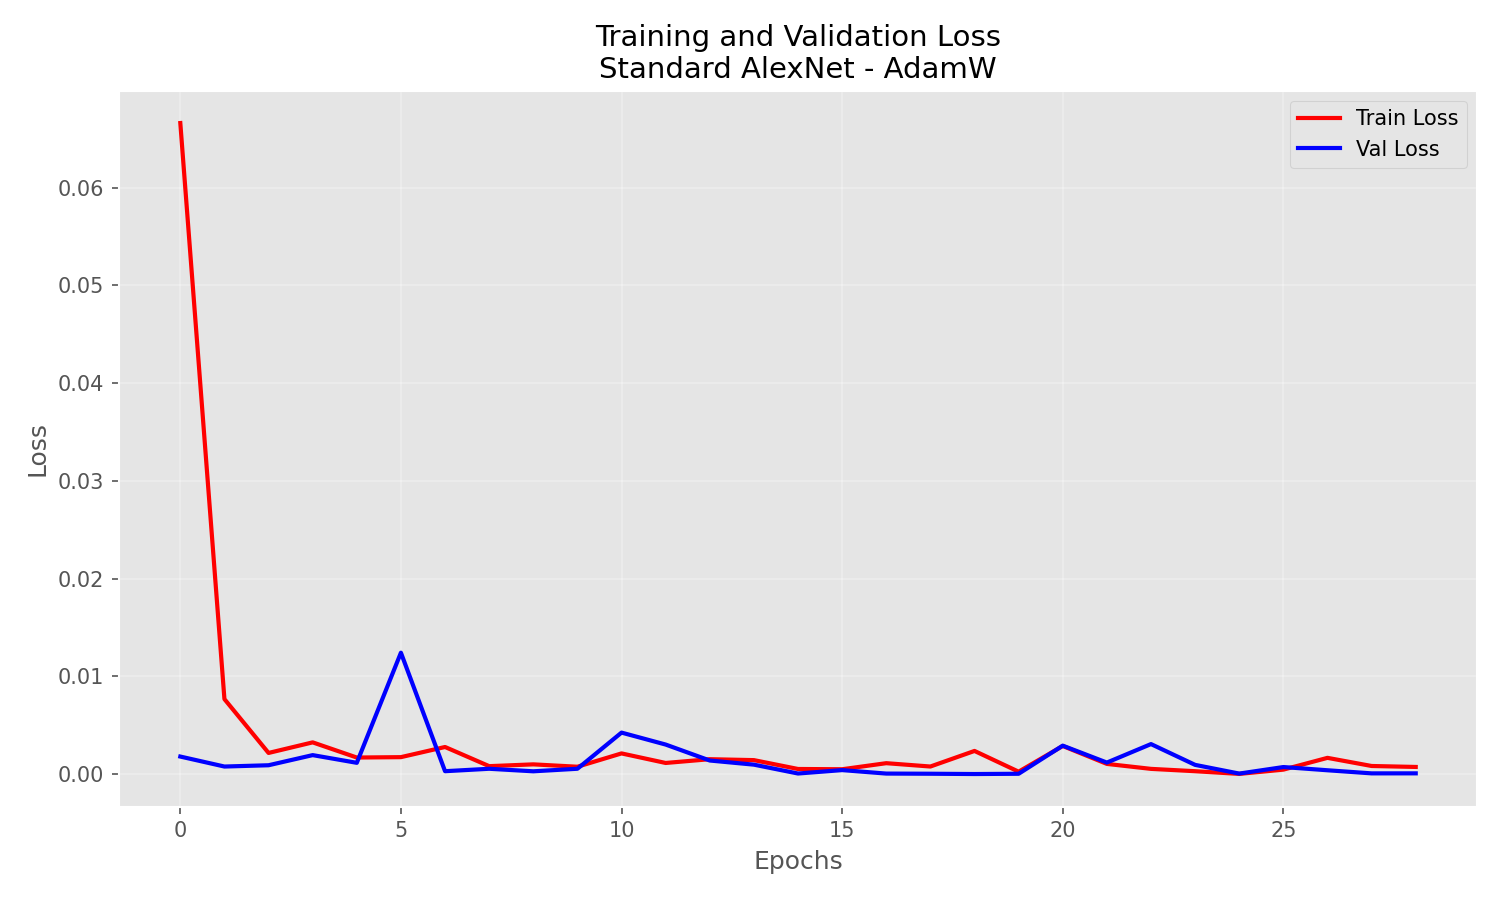 Training and Validation Loss
Standard AlexNet - AdamW
Train Loss
Val Loss
0.06
0.05
0.04
0.03
0.02
0.01
0.00
Loss
0 5 10 15 20 25
Epochs